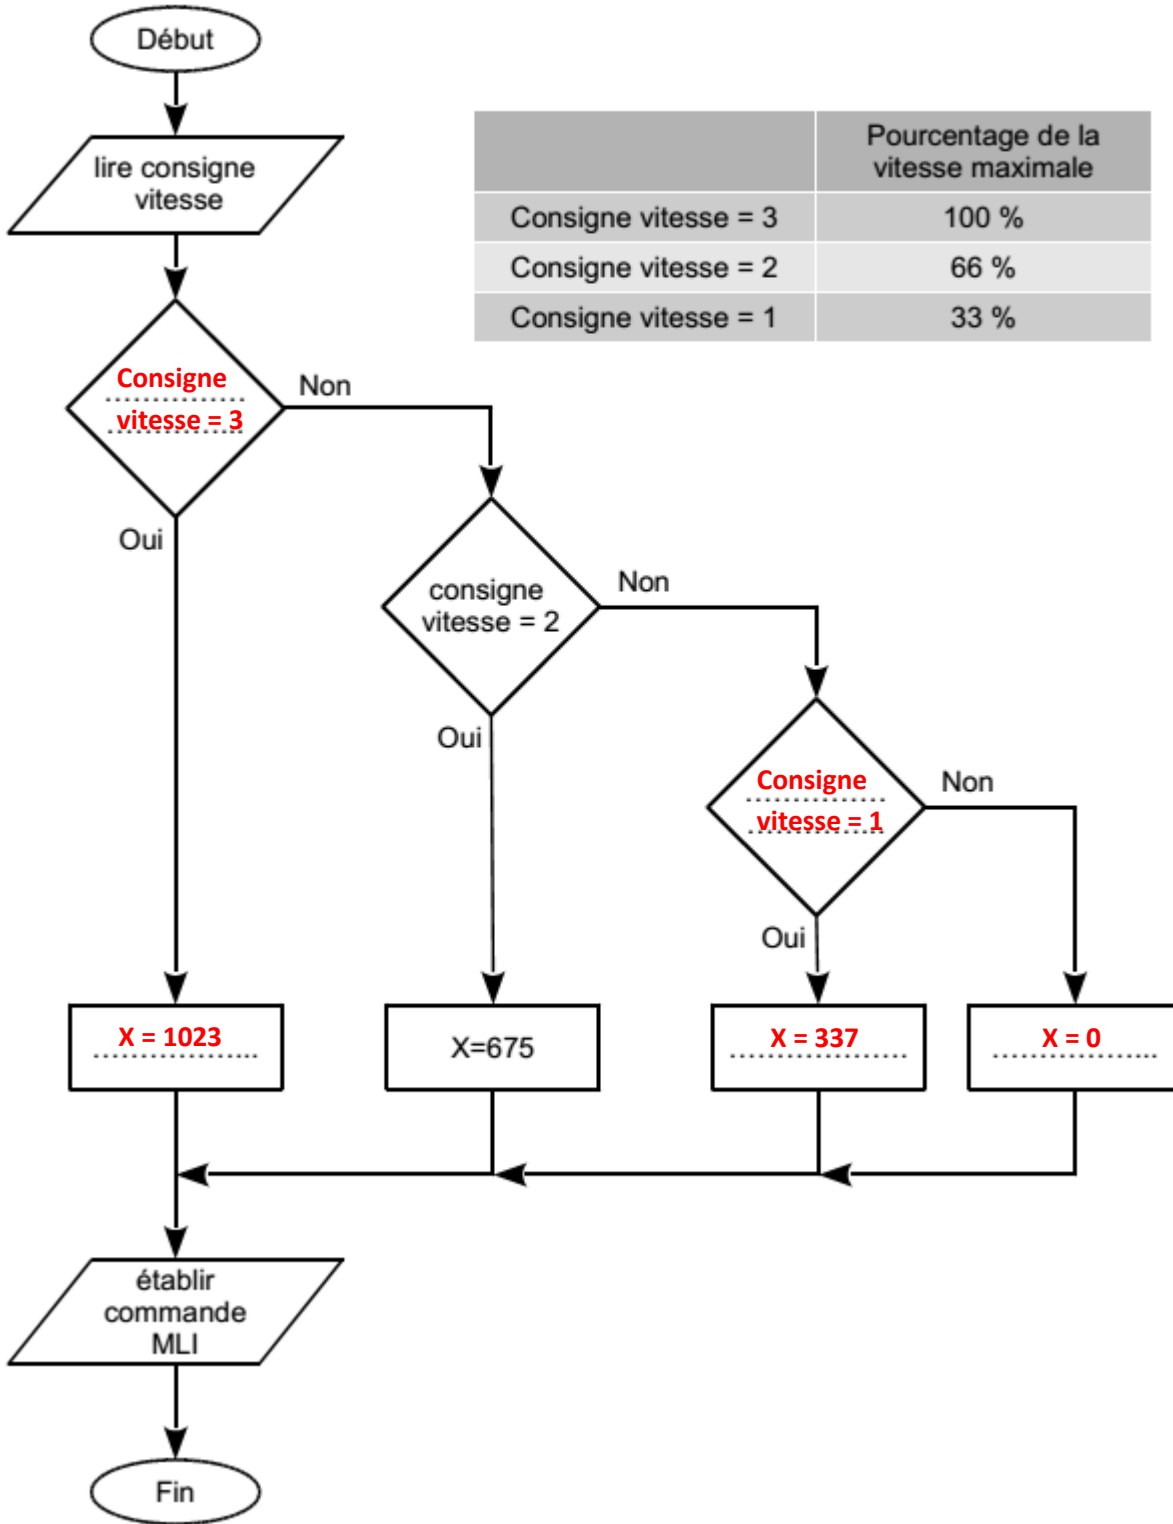 Début
lire consigne
vitesse
Pourcentage de la
vitesse maximale
Consigne vitesse = 3 100 %
Consigne vitesse = 2 66 %
Consigne vitesse = 1 33 %
Consigne
vitesse = 3
Non
Oui
consigne
vitesse = 2
Non
Oui
Consigne
vitesse = 1
Non
Oui
X = 1023
X=675
X = 337
X = 0
établir
commande
MLI
Fin